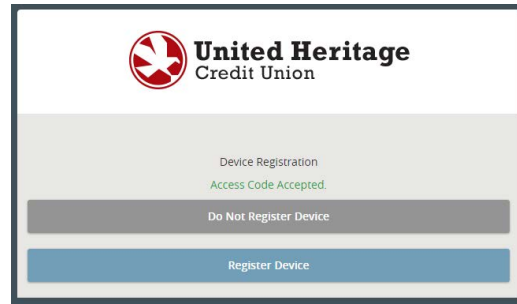 United Heritage
Credit Union
Device Registration
Access Code Accepted.
Do Not Register Device
Register Device